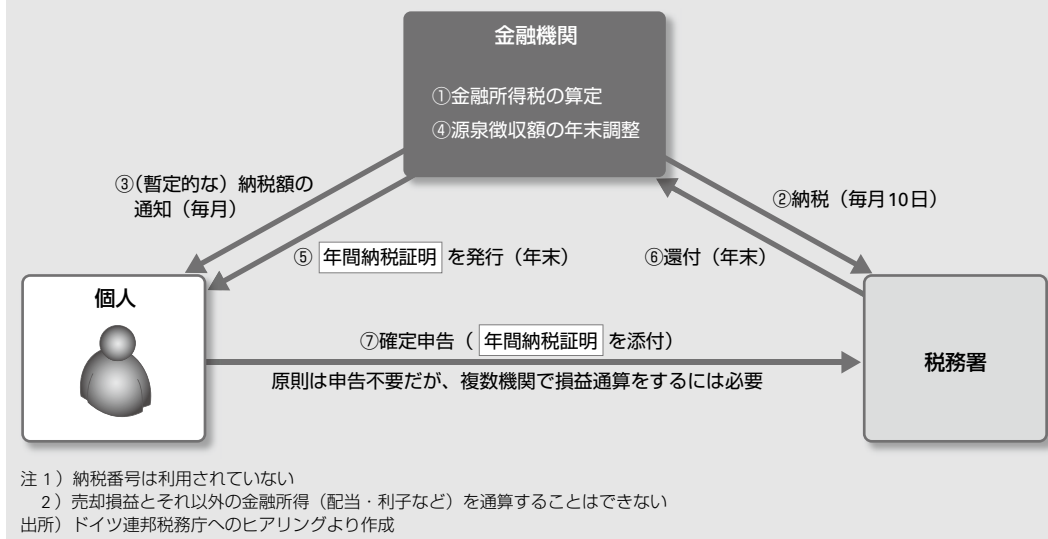 金融機関
①金融所得税の算定
④源泉徴収額の年末調整
③(暫定的な）納税額の
通知（毎月）
②納税（毎月10日）
⑤ 年間納税証明 を発行（年末）
⑥還付（年末）
個人
⑦確定申告（ 年間納税証明 を添付）
原則は申告不要だが、複数機関で損益通算をするには必要
税務署
注 1 ）納税番号は利用されていない
2 ）売却損益とそれ以外の金融所得（配当・利子など）を通算することはできない
出所）ドイツ連邦税務庁へのヒアリングより作成